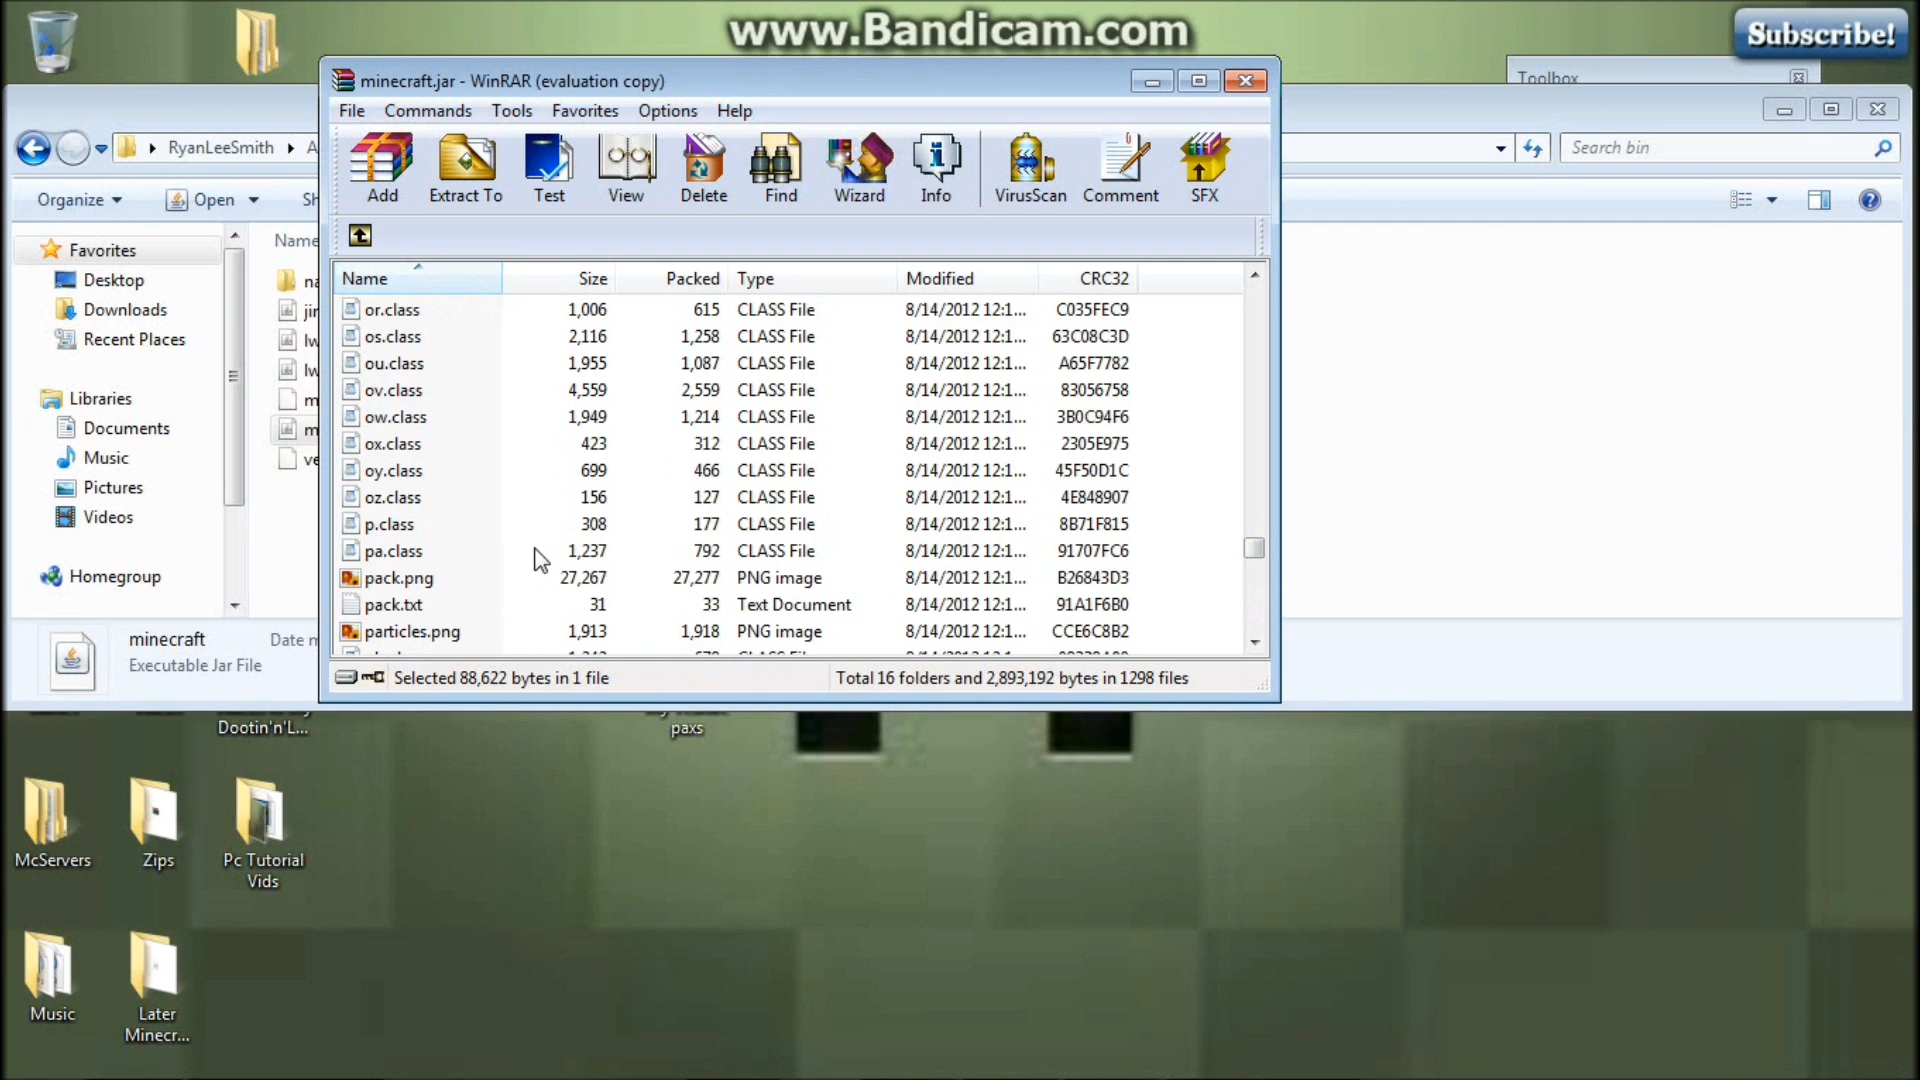 www.Bandicam.com
Subscribe!
Toolbox
minecraft.jar - WinRAR (evaluation copy)
File Commands Tools Favorites Options Help
RyanLeeSmith
Search bin
Add Extract To Test View Delete Find Wizard Info VirusScan Comment SFX
Organize Open
Name
Favorites
Desktop
Downloads
Recent Places
Libraries
Documents
Music
Pictures
Videos
Homegroup
Name Size Packed Type Modified CRC32
or.class 1,006 615 CLASS File 8/14/2012 12:1... C035FEC9
os.class 2,116 1,258 CLASS File 8/14/2012 12:1... 63C08C3D
ou.class 1,955 1,087 CLASS File 8/14/2012 12:1... A65F7782
ov.class 4,559 2,559 CLASS File 8/14/2012 12:1... 83056758
ow.class 1,949 1,214 CLASS File 8/14/2012 12:1... 3B0C94F6
ox.class 423 312 CLASS File 8/14/2012 12:1... 2305E975
oy.class 699 466 CLASS File 8/14/2012 12:1... 45F50D1C
oz.class 156 127 CLASS File 8/14/2012 12:1... 4E848907
p.class 308 177 CLASS File 8/14/2012 12:1... 8B71F815
pa.class 1,237 792 CLASS File 8/14/2012 12:1... 91707FC6
pack.png 27,267 27,277 PNG image 8/14/2012 12:1... B26843D3
pack.txt 31 33 Text Document 8/14/2012 12:1... 91A1F6B0
particles.png 1,913 1,918 PNG image 8/14/2012 12:1... CCE6C8B2
Selected 88,622 bytes in 1 file
Total 16 folders and 2,893,192 bytes in 1298 files
minecraft
Executable Jar File
Date
Dootin'n'L...
paxs
McServers
Zips
Pc Tutorial
Vids
Music
Later
Minecr...